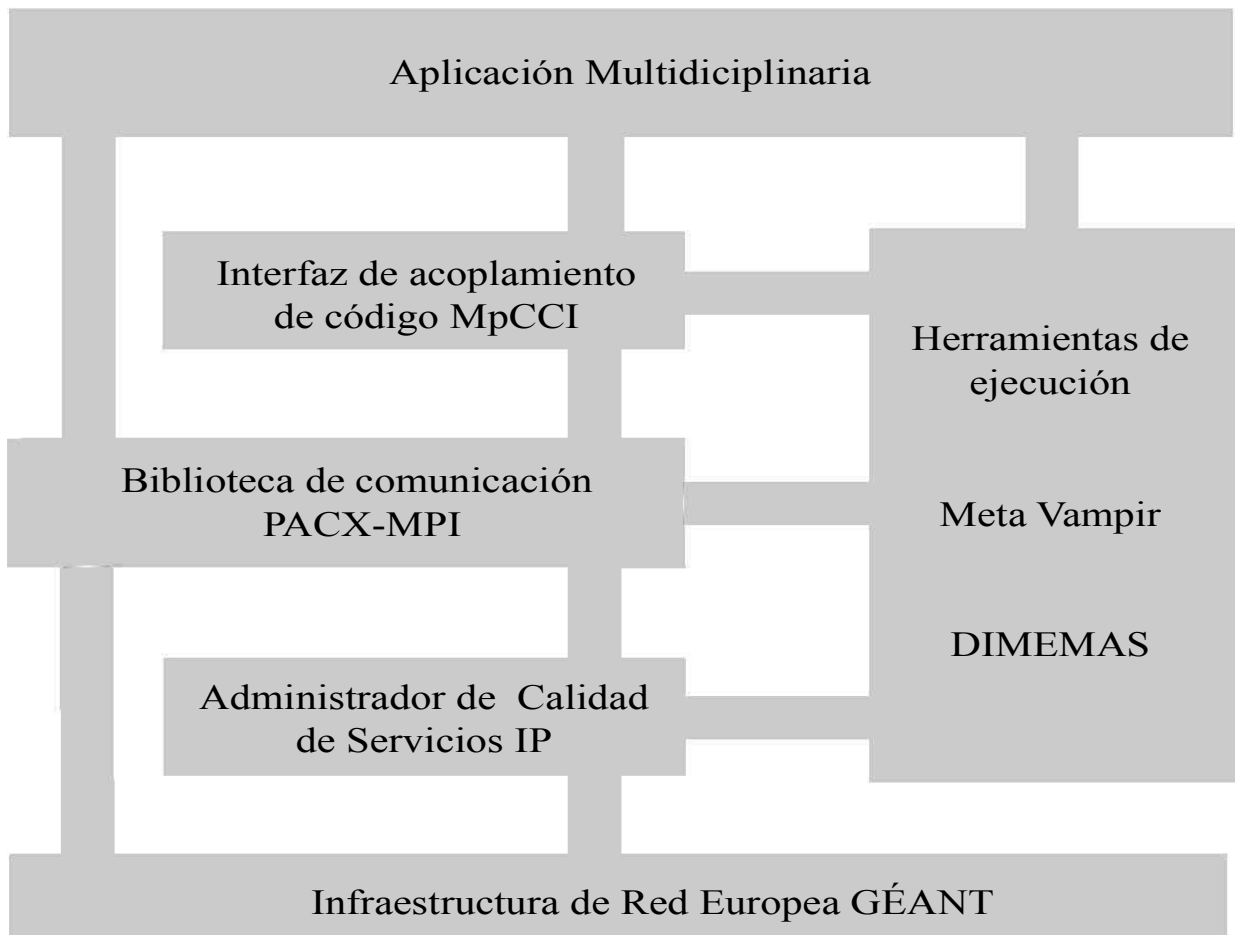 Aplicación Multidiciplinaria
Interfaz de acoplamiento
de código MpCCI
Herramientas de
ejecución
Biblioteca de comunicación
PACX-MPI
Meta Vampir
DIMEMAS
Administrador de Calidad
de Servicios IP
Infraestructura de Red Europea GÉANT